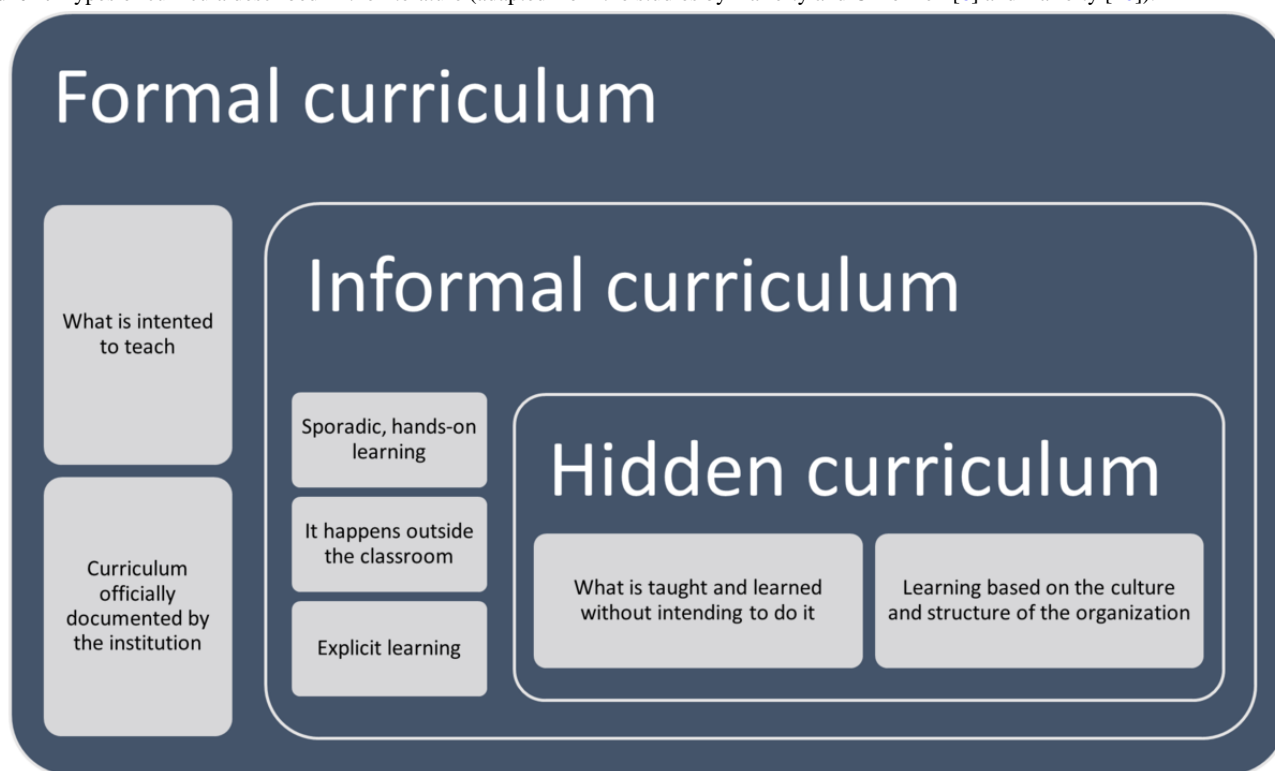 Formal curriculum
What is intented
to teach
Curriculum
officially
documented by
the institution
Informal curriculum
Sporadic, hands-on
learning
It happens outside
the classroom
Explicit learning
Hidden curriculum
What is taught and learned
without intending to do it
Learning based on the culture
and structure of the organization